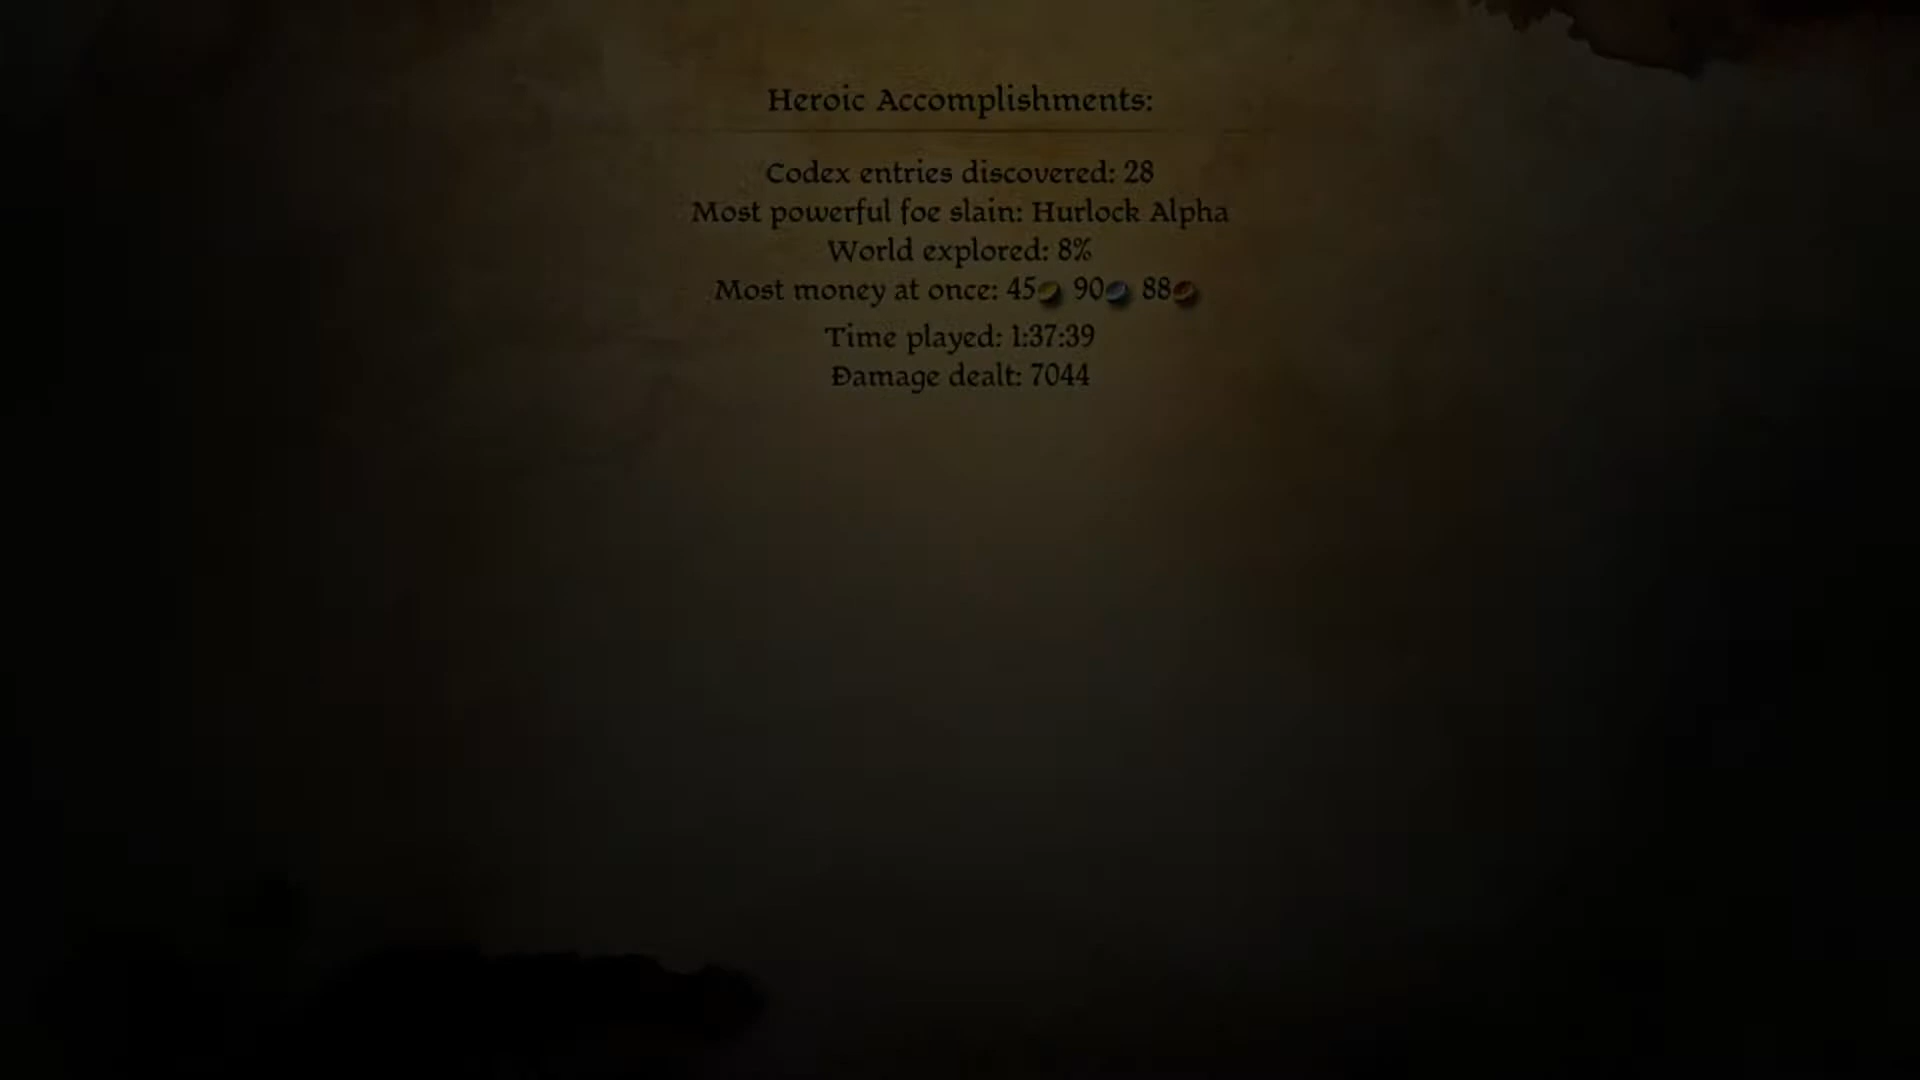 Heroic Accomplishments:
Codex entries discovered: 28
Most powerful foe slain: Hurlock Alpha
World explored: 8%
Most money at once: 45 90 88
Time played: 1:37:39
Damage dealt: 7044